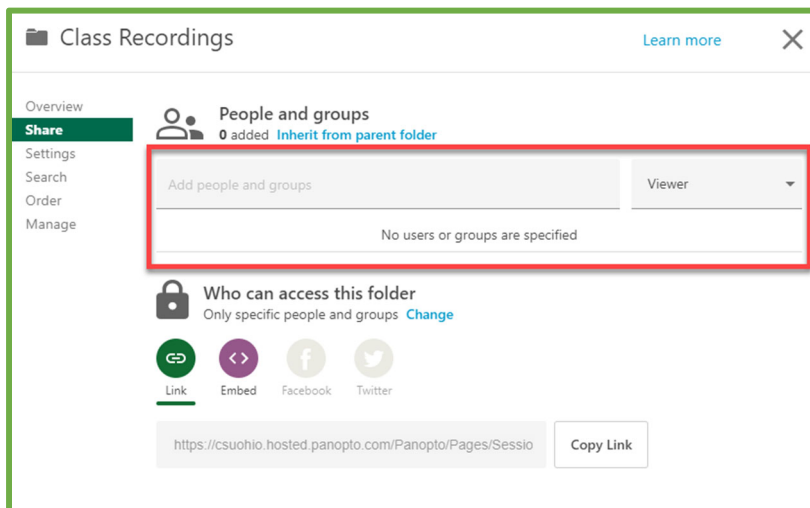 Class Recordings
Learn more
Overview
Share
Settings
Search
Order
Manage
People and groups
0 added Inherit from parent folder
Add people and groups
Viewer
No users or groups are specified
Who can access this folder
Only specific people and groups Change
Link
Embed
Facebook
Twitter
https://csuohio.hosted.panopto.com/Panopto/Pages/Sessio
Copy Link